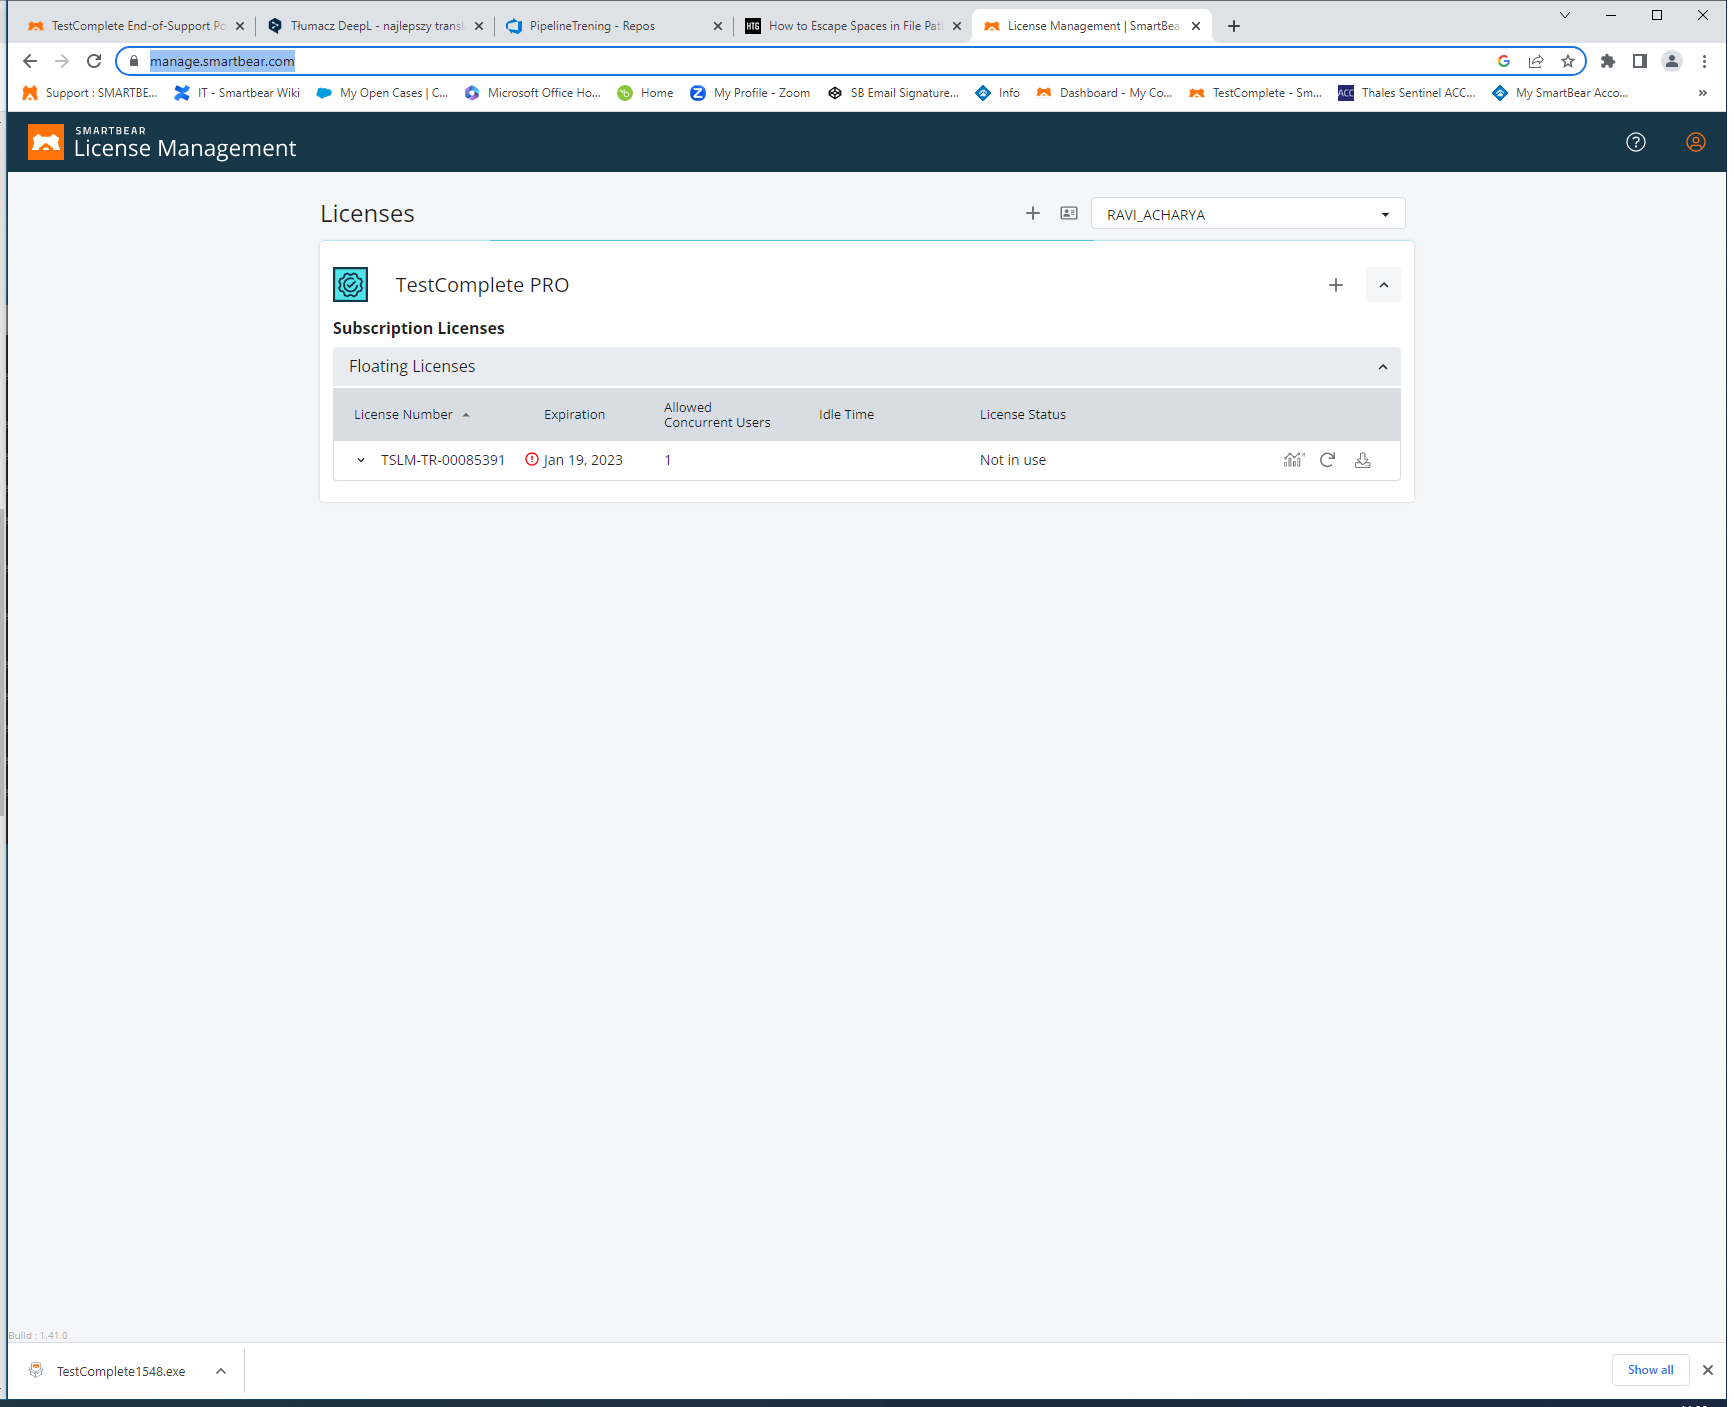 TestComplete End-of-Support Po
Tłumacz DeepL - najlepszy transl
PipelineTrening - Repos
HTG
How to Escape Spaces in File Pat
License Management | SmartBea
manage.smartbear.com
Support : SMARTBE...
IT - Smartbear Wiki
My Open Cases | C...
Microsoft Office Ho...
Home
My Profile - Zoom
SB Email Signature...
Info
Dashboard - My Co...
TestComplete - Sm...
ACC
Thales Sentinel ACC...
My SmartBear Acco...
SMARTBEAR
License Management
Licenses
RAVI_ACHARYA
TestComplete PRO
Subscription Licenses
Floating Licenses
License Number
Expiration
Allowed
Concurrent Users
Idle Time
License Status
TSLM-TR-00085391
Jan 19, 2023
1
Not in use
Build : 1.41.0
TestComplete1548.exe
Show all